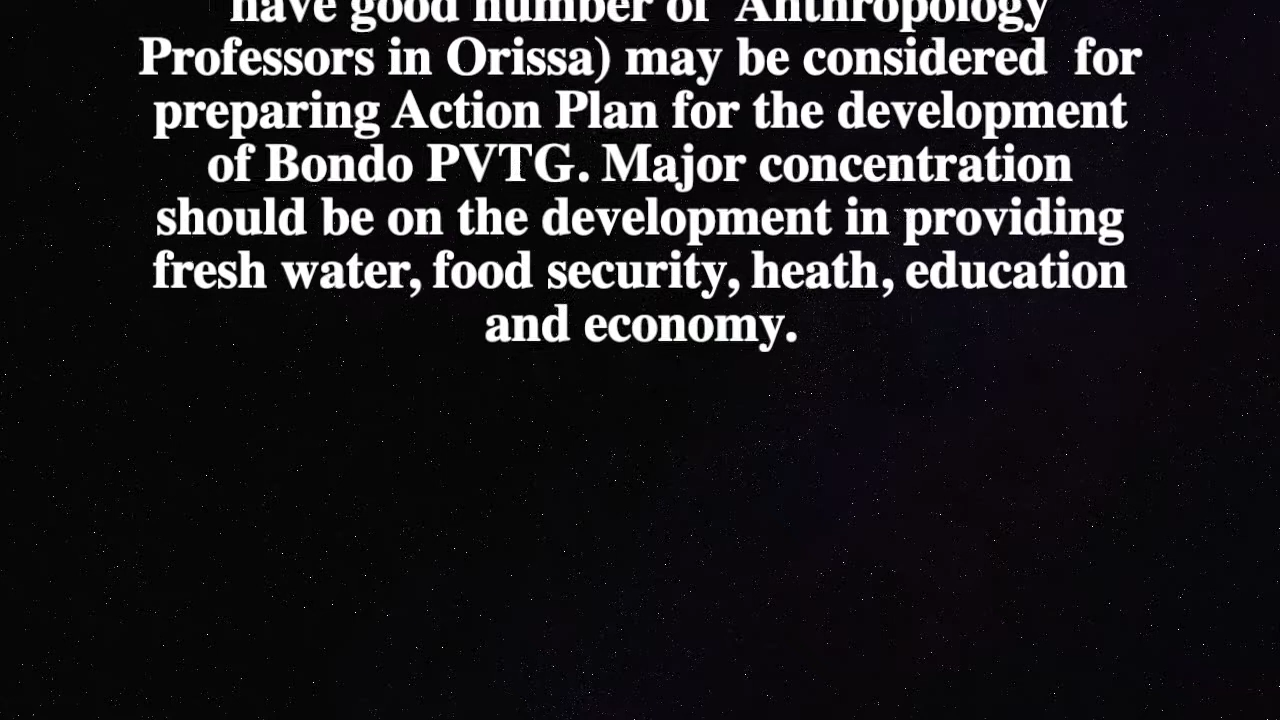 have good number of  Anthropology
Professors in Orissa) may be considered  for
preparing Action Plan for the development
of Bondo PVTG. Major concentration
should be on the development in providing
fresh water, food security, heath, education
and economy.